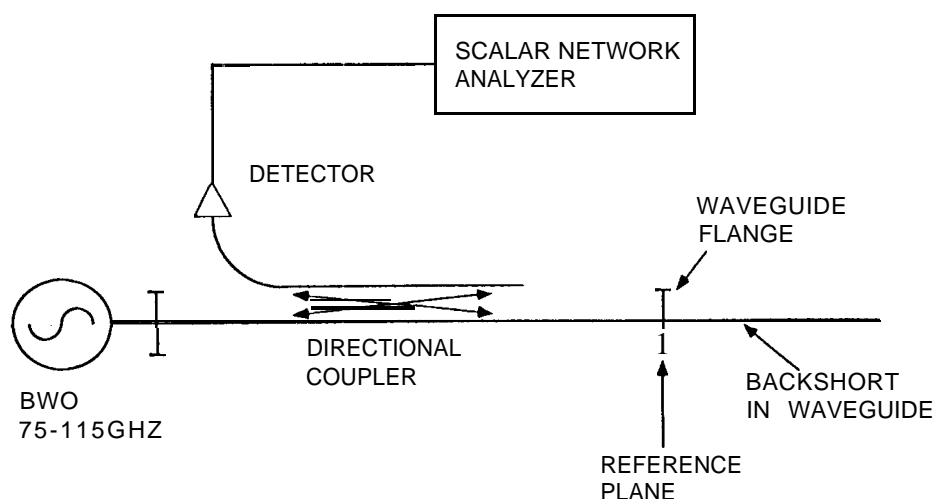 SCALAR NETWORK
ANALYZER
DETECTOR
WAVEGUIDE
FLANGE
DIRECTIONAL
COUPLER
BWO
75-115GHZ
BACKSHORT
IN WAVEGUIDE
REFERENCE
PLANE